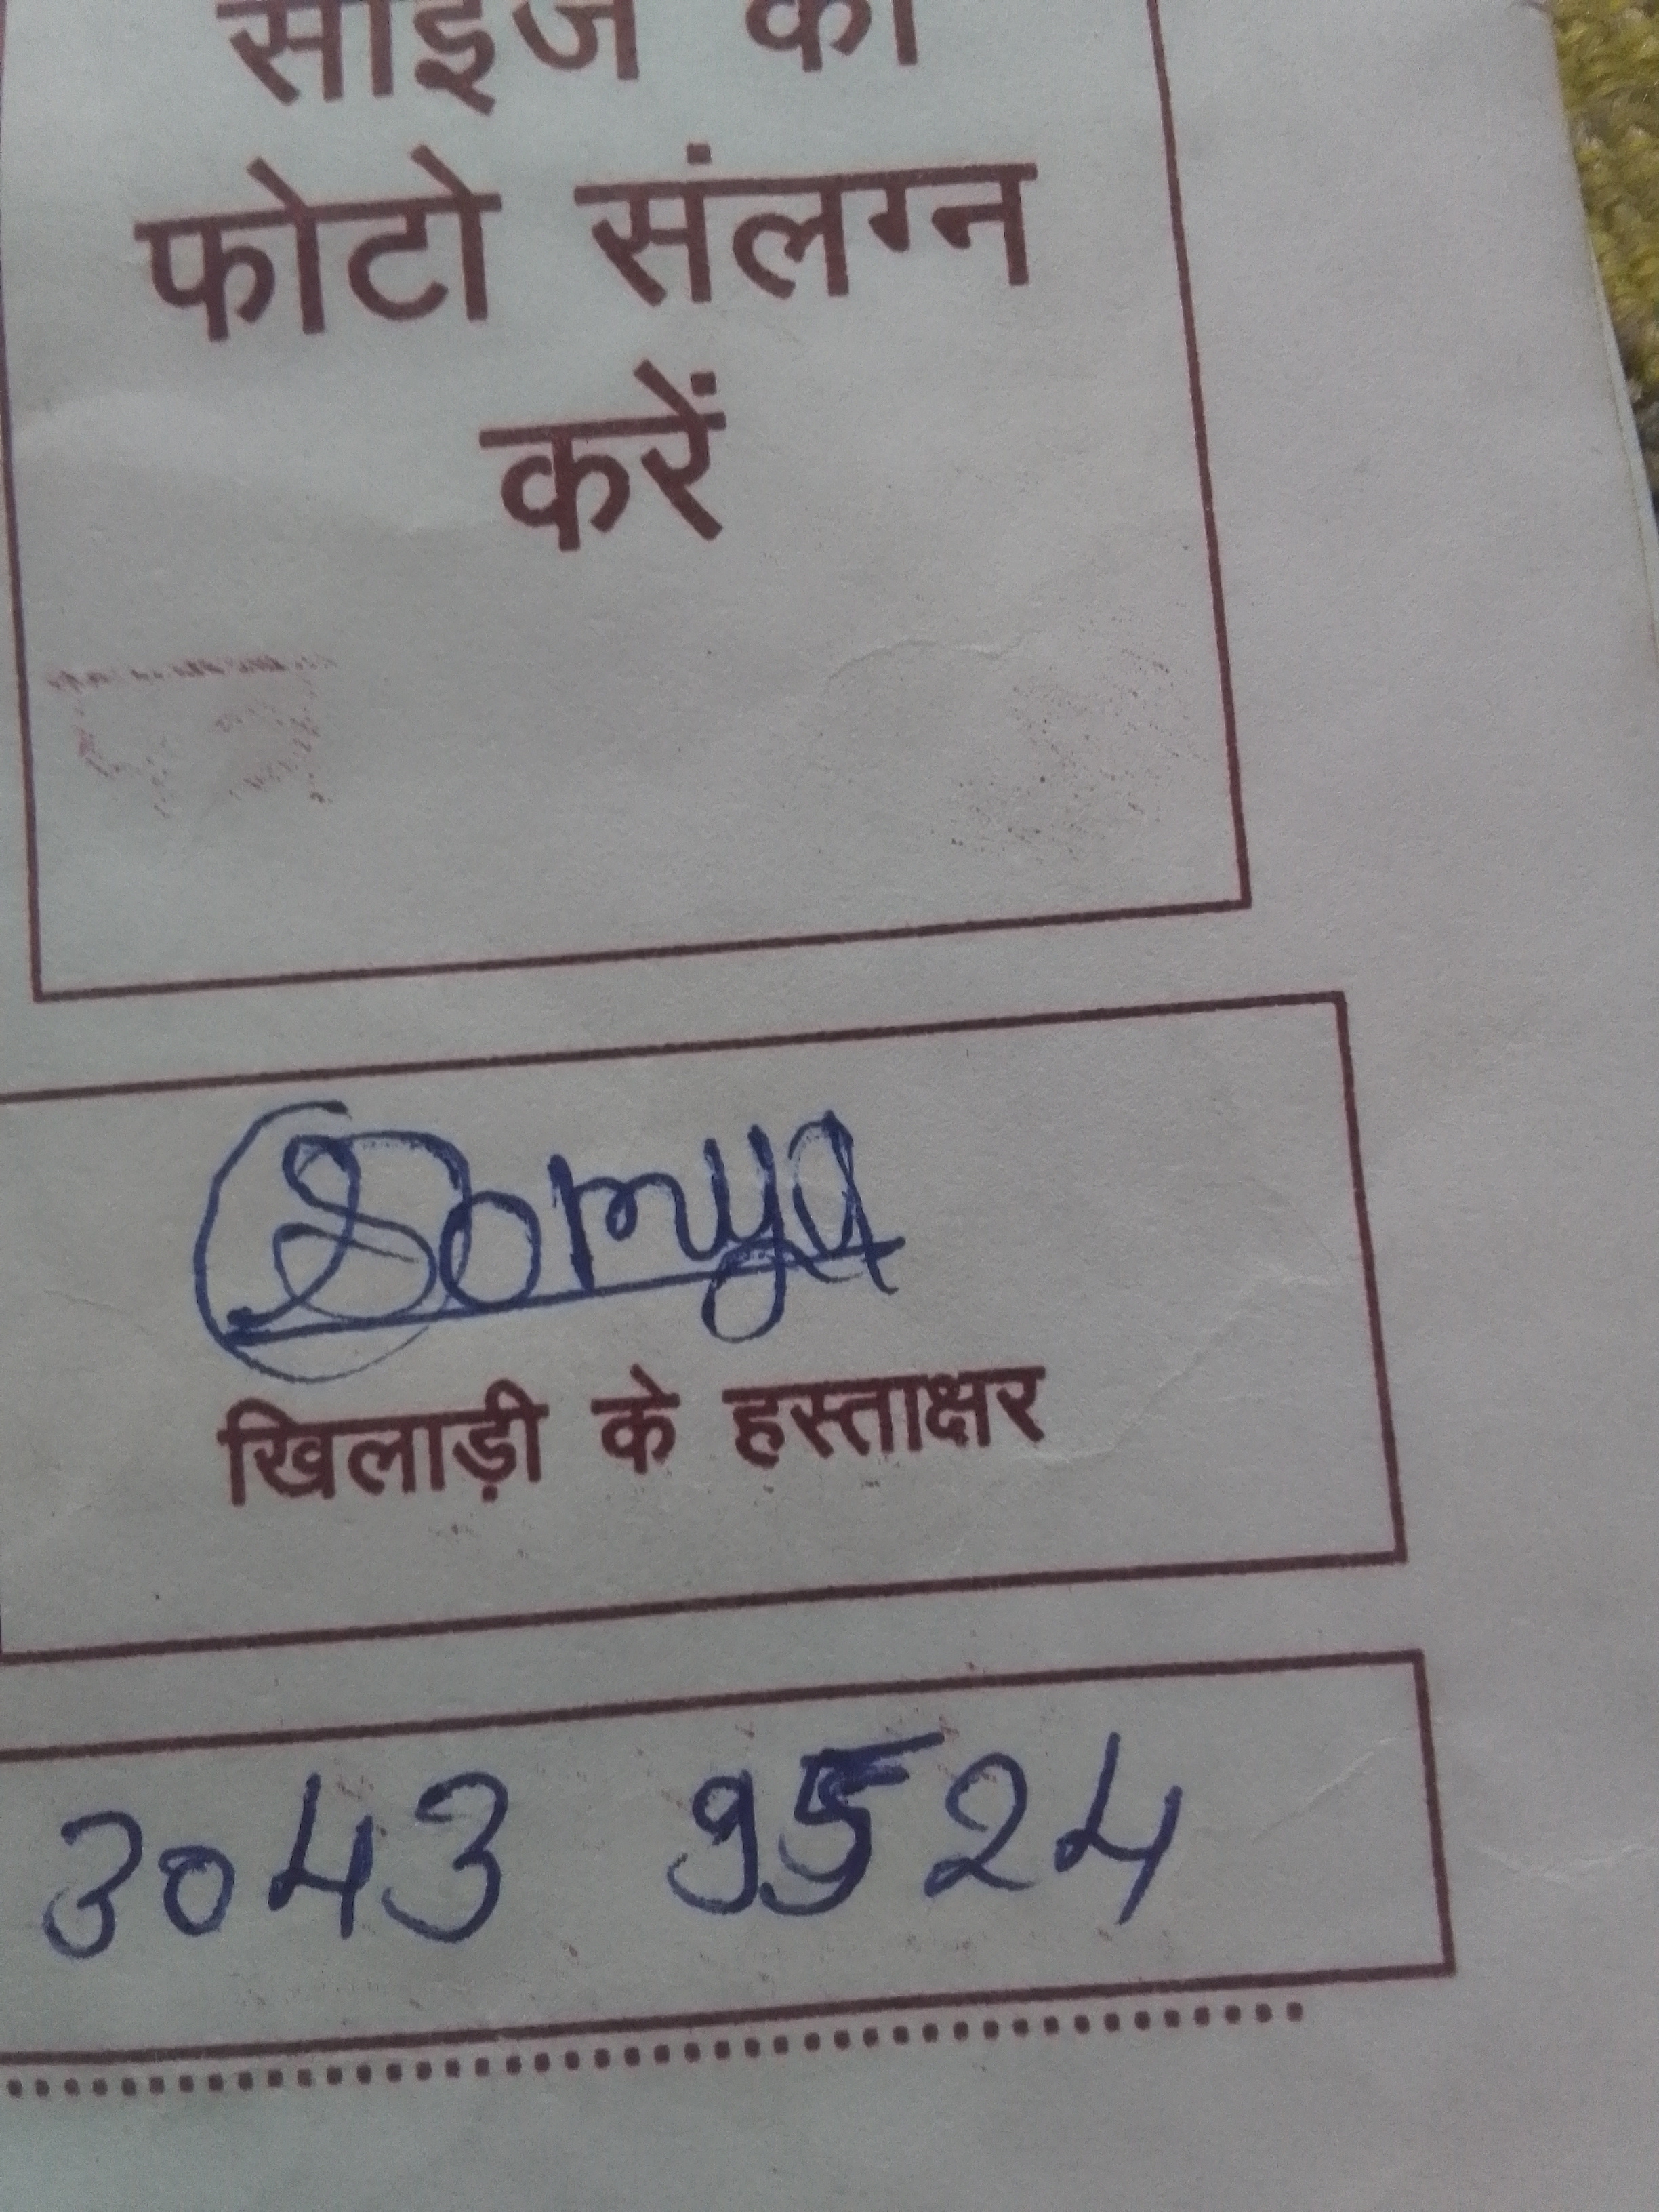 साइज की
फोटो संलग्न
करें
Somya
खिलाड़ी के हस्ताक्षर
3043 9524